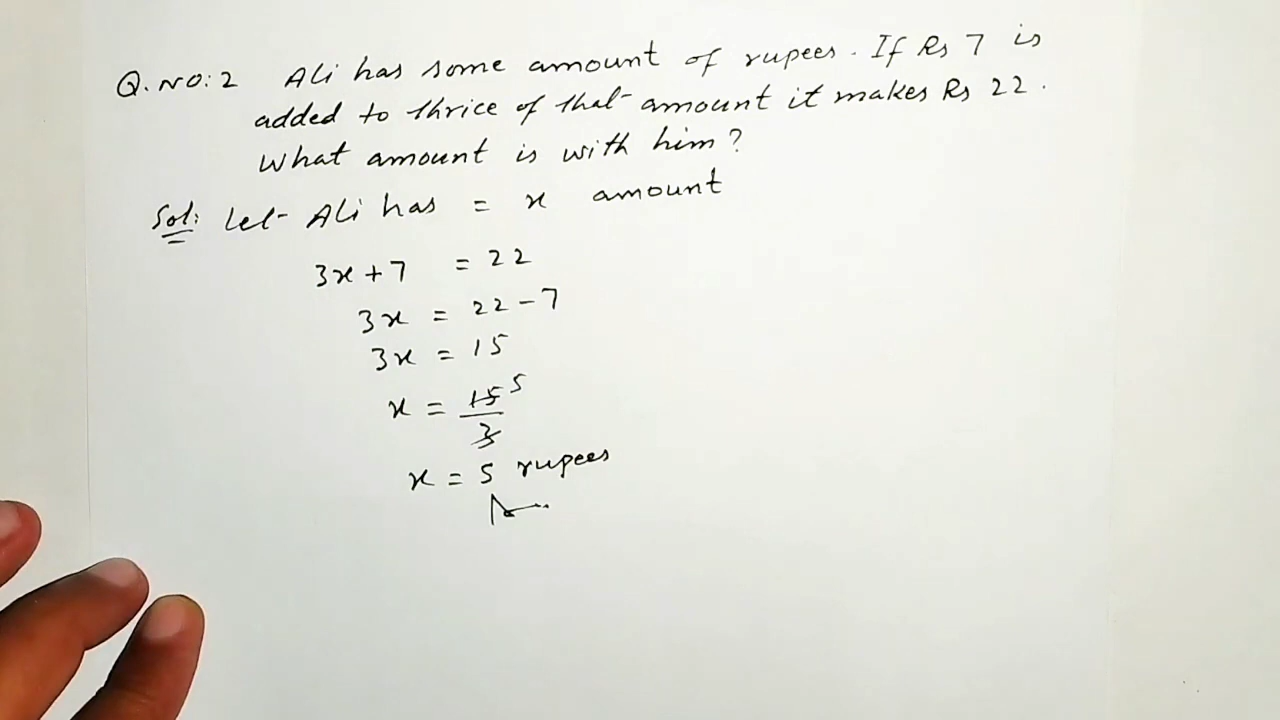 Q.NO:2 Ali has some amount of rupees. If Rs 7 is
added to thrice of that amount it makes Rs 22.
What amount is with him?
Sol: Let Ali has = x amount
3x + 7 = 22
3x = 22 - 7
3x = 15
x = 15/3 5
x = 5 rupees